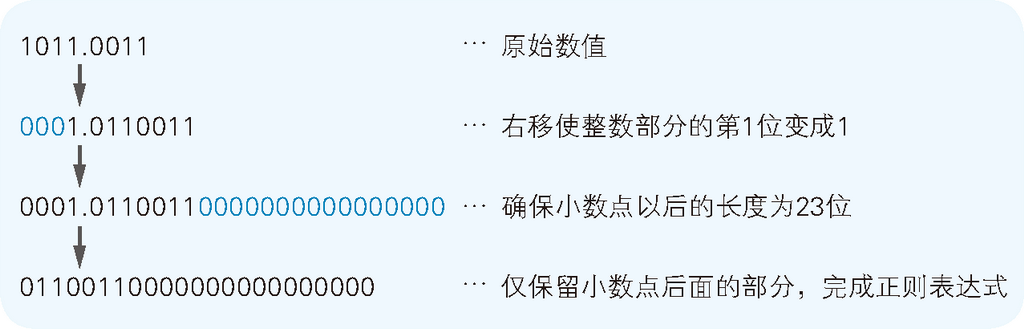 1011.0011 … 原始数值
0001.0110011 … 右移使整数部分的第1位变成1
0001.01100110000000000000000 … 确保小数点以后的长度为23位
01100110000000000000000 … 仅保留小数点后面的部分，完成正则表达式